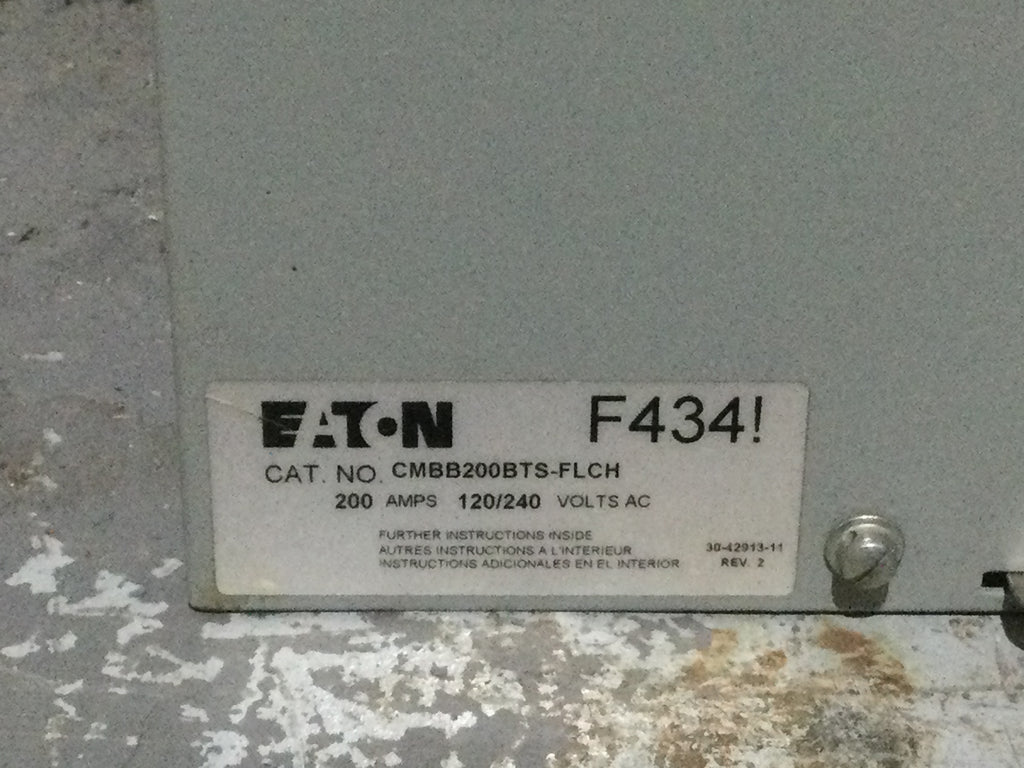 EATON F434!
CAT. NO. CMBB200BTS-FLCH
200 AMPS 120/240 VOLTS AC
FURTHER INSTRUCTIONS INSIDE
AUTRES INSTRUCTIONS A L'INTERIEUR
INSTRUCTIONS ADICIONALES EN EL INTERIOR
30-42913-11
REV. 2